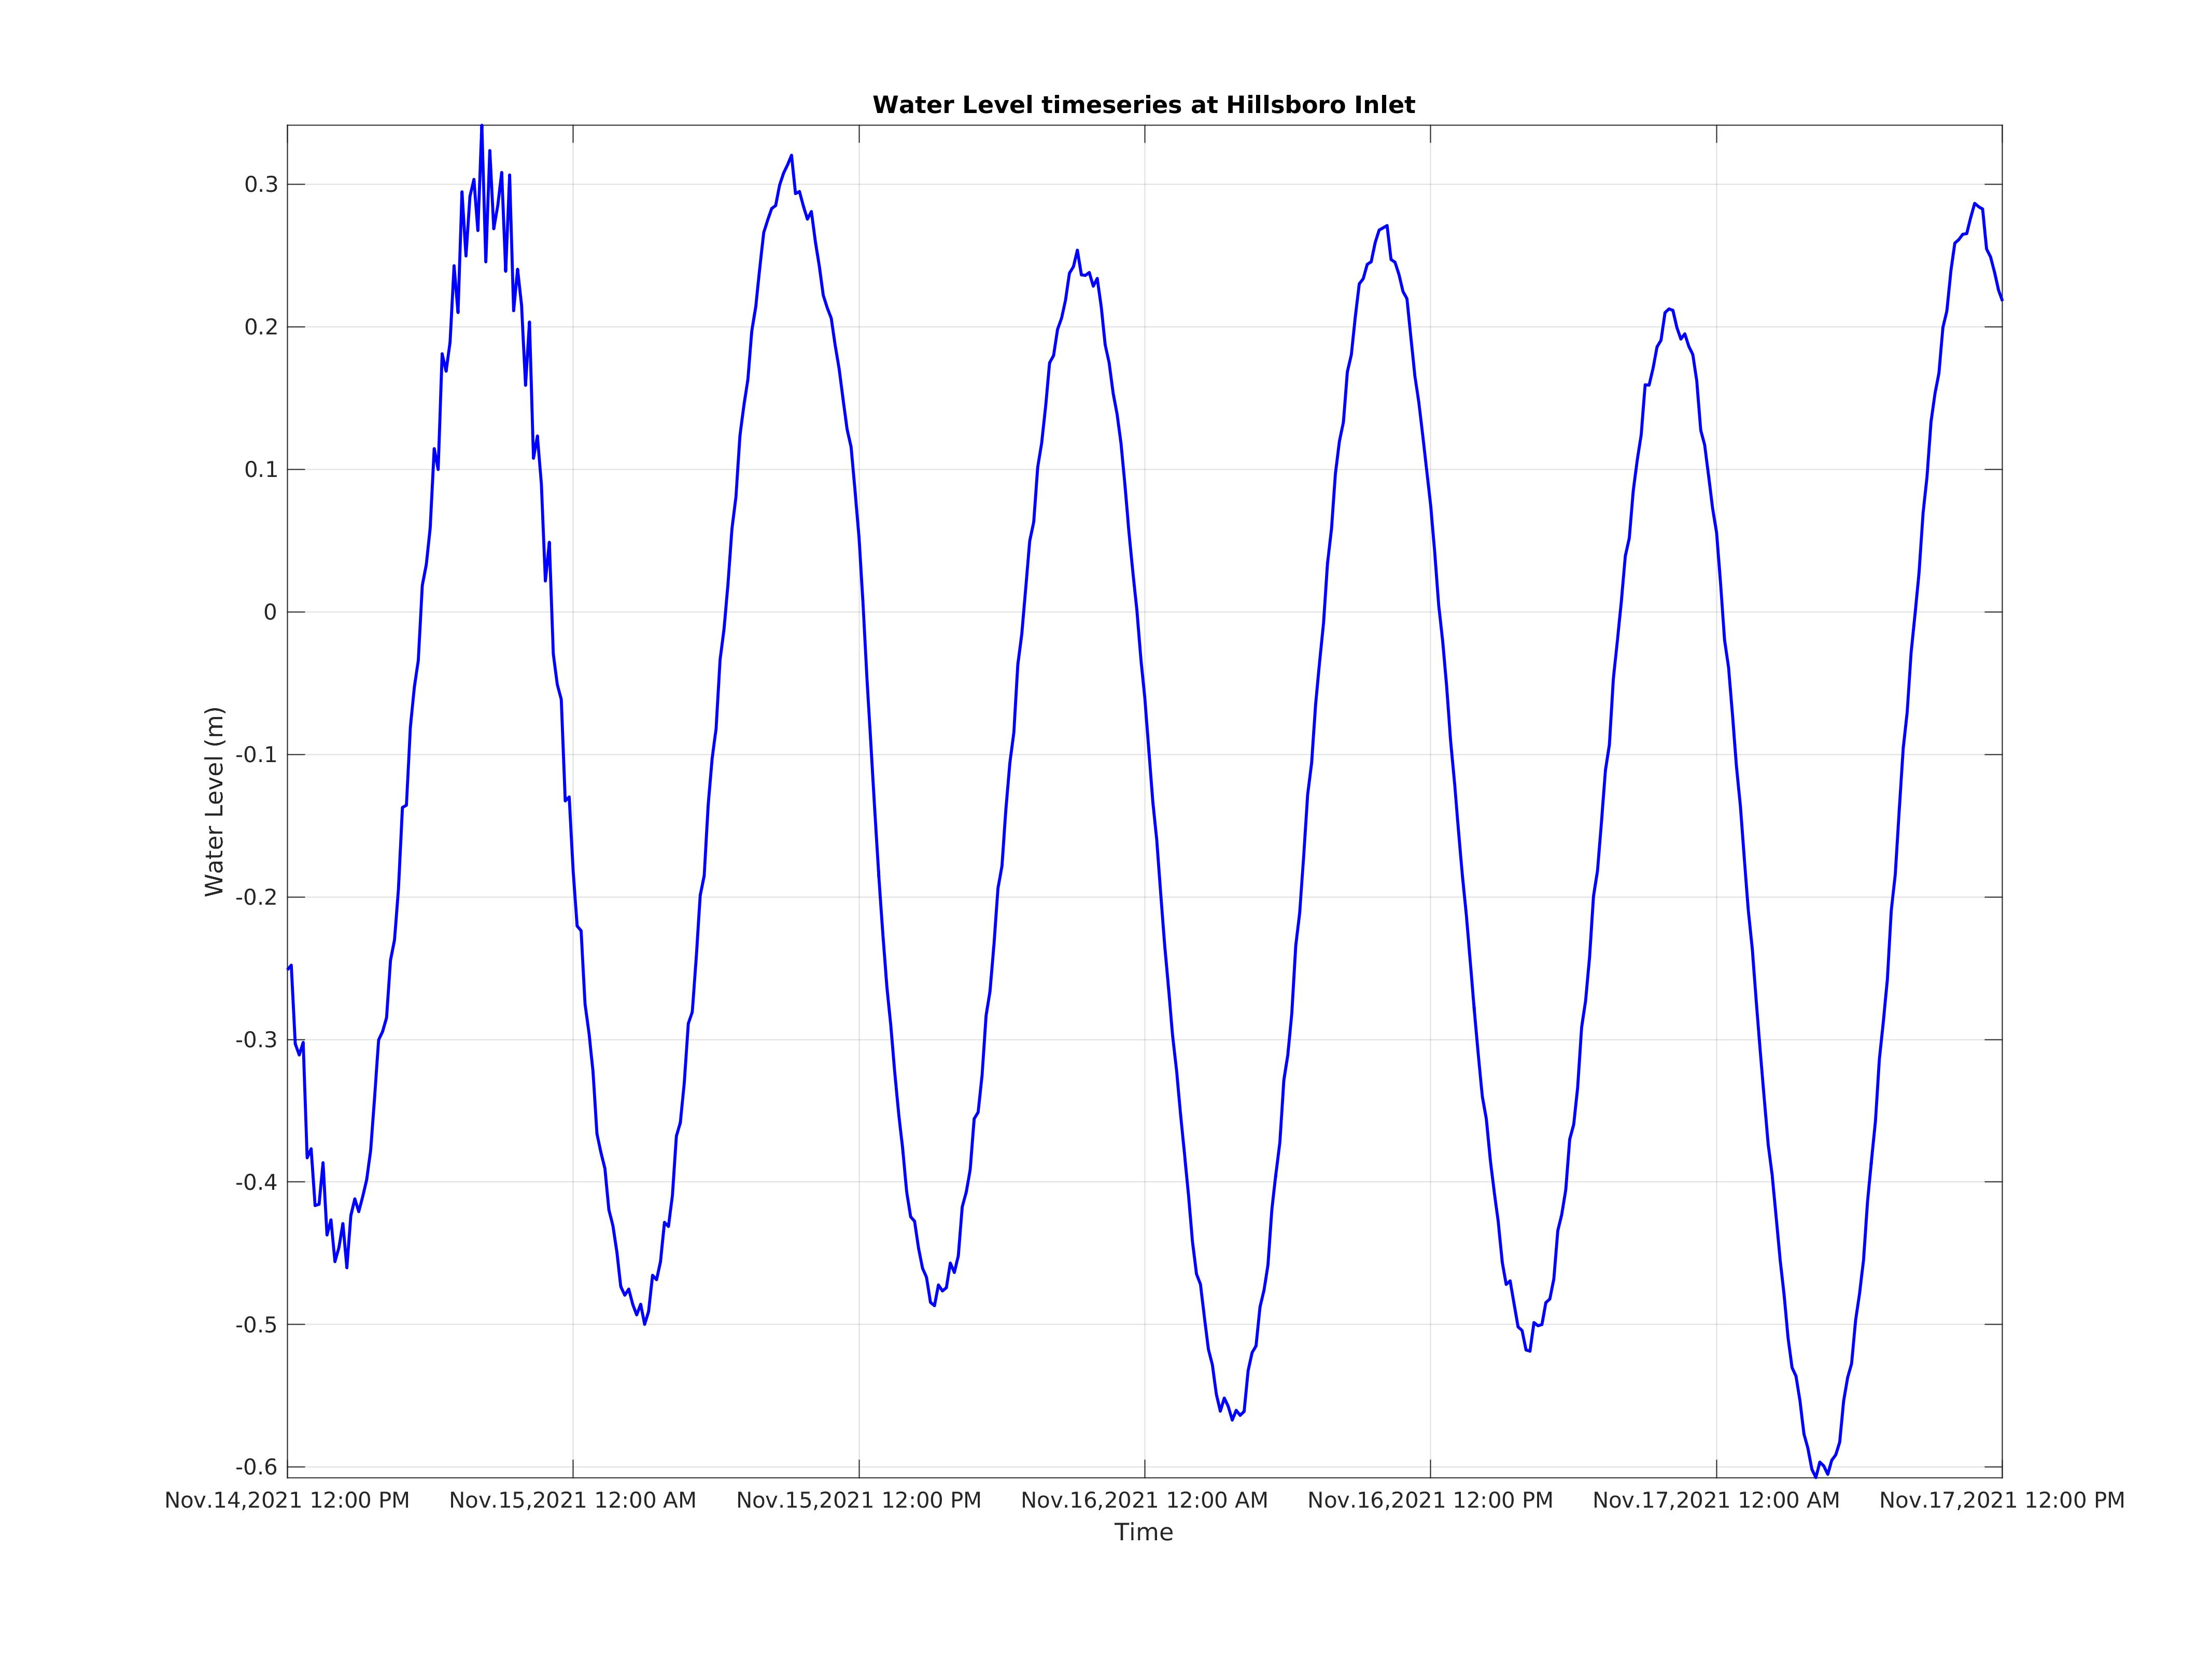 Water Level timeseries at Hillsboro Inlet
0.3
0.2
0.1
0
-0.1
-0.2
-0.3
-0.4
-0.5
-0.6
Water Level (m)
Nov.14,2021 12:00 PM Nov.15,2021 12:00 AM Nov.15,2021 12:00 PM Nov.16,2021 12:00 AM Nov.16,2021 12:00 PM Nov.17,2021 12:00 AM Nov.17,2021 12:00 PM
Time